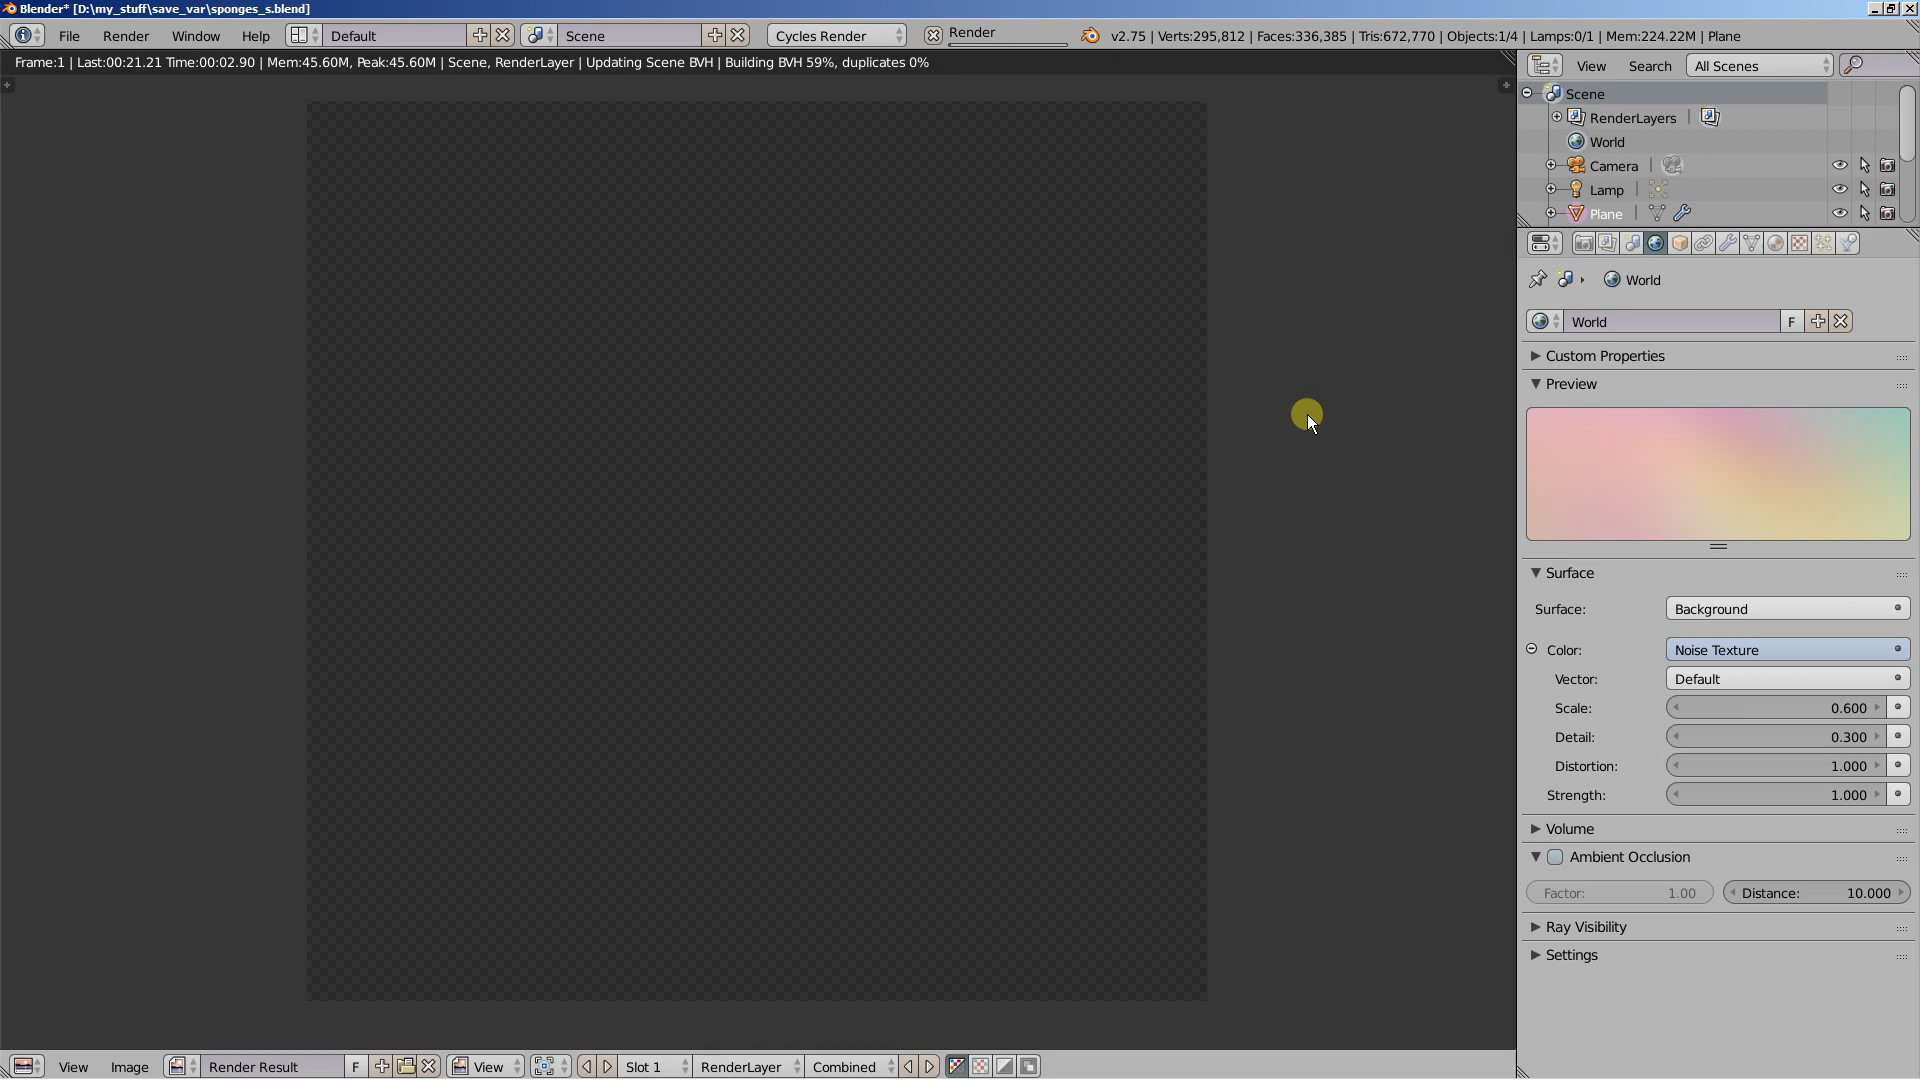 Blender* [D:\my_stuff\save_var\sponges_s.blend]
File Render Window Help Default Scene Cycles Render Render v2.75 | Verts:295,812 | Faces:336,385 | Tris:672,770 | Objects:1/4 | Lamps:0/1 | Mem:224.22M | Plane
Frame:1 | Last:00:21.21 Time:00:02.90 | Mem:45.60M, Peak:45.60M | Scene, RenderLayer | Updating Scene BVH | Building BVH 59%, duplicates 0%
View Search All Scenes
Scene
RenderLayers
World
Camera
Lamp
Plane
World
World F
Custom Properties
Preview
Surface
Surface: Background
Color: Noise Texture
Vector: Default
Scale: 0.600
Detail: 0.300
Distortion: 1.000
Strength: 1.000
Volume
Ambient Occlusion
Factor: 1.00 Distance: 10.000
Ray Visibility
Settings
View Image Render Result F View Slot 1 RenderLayer Combined